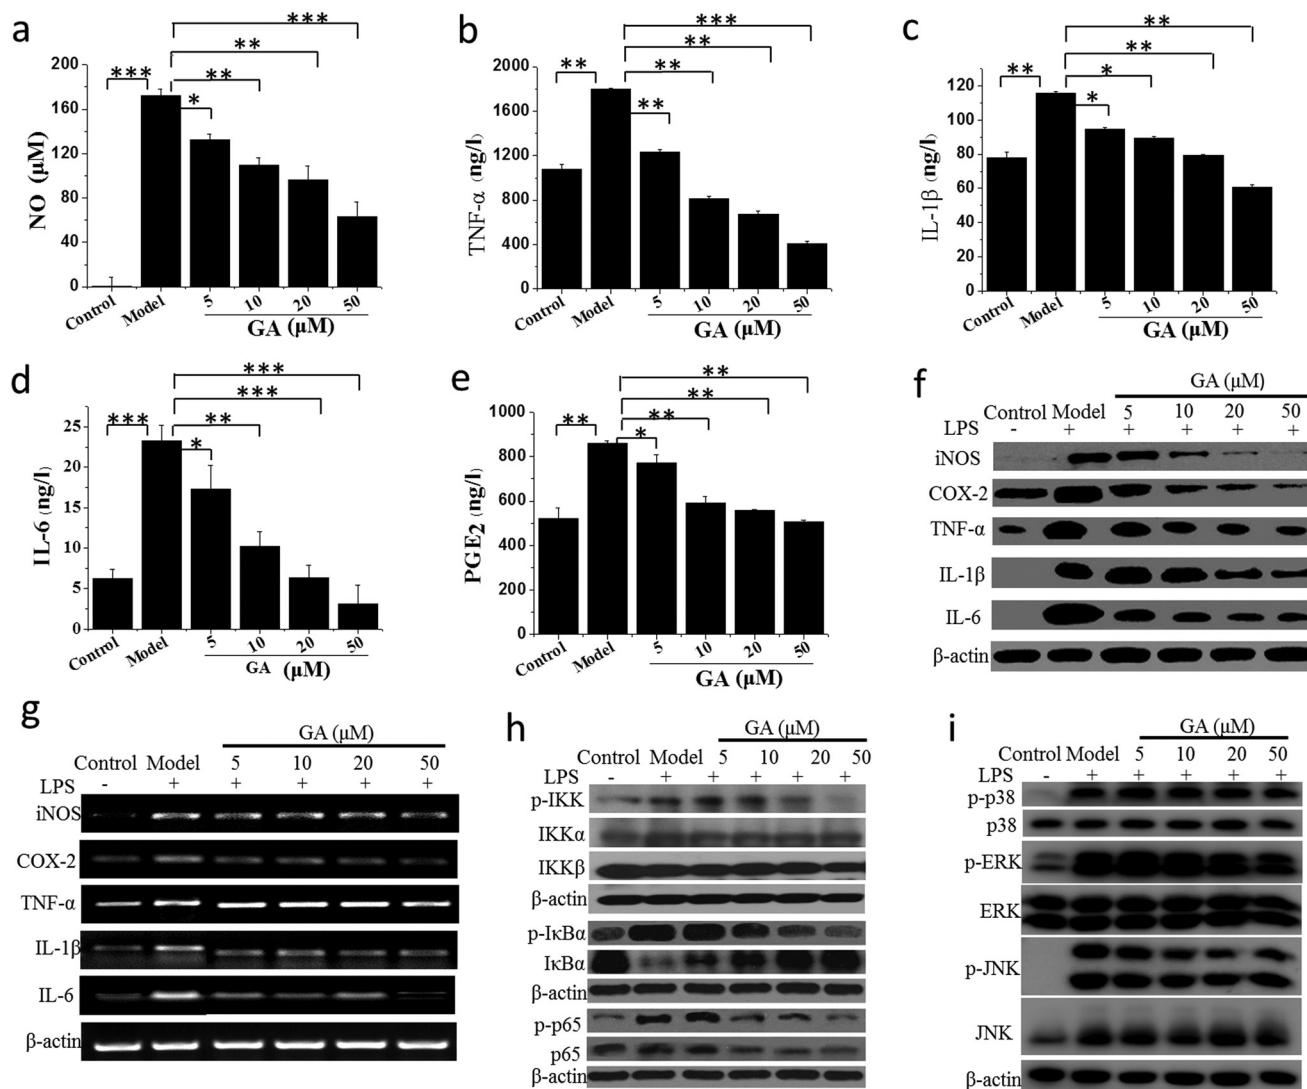 a
***
**
***
**
*
NO (μM)
200
160
120
80
40
0
Control
Model
5
10
20
50
GA (μM)
b
***
**
**
**
**
TNF-α (ng/l)
2000
1600
1200
800
400
0
Control
Model
5
10
20
50
GA (μM)
c
**
**
**
*
*
IL-1β (ng/l)
120
100
80
60
40
20
0
Control
Model
5
10
20
50
GA (μM)
d
***
***
***
**
*
IL-6 (ng/l)
25
20
15
10
5
0
Control
Model
5
10
20
50
GA (μM)
e
**
**
**
**
*
PGE2 (ng/l)
1000
800
600
400
200
0
Control
Model
5
10
20
50
GA (μM)
f
GA (μM)
Control Model 5 10 20 50
LPS - + + + + +
iNOS
COX-2
TNF-α
IL-1β
IL-6
β-actin
g
GA (μM)
Control Model 5 10 20 50
LPS - + + + + +
iNOS
COX-2
TNF-α
IL-1β
IL-6
β-actin
h
GA (μM)
Control Model 5 10 20 50
LPS - + + + + +
p-IKK
IKKα
IKKβ
β-actin
p-IκBα
IκBα
β-actin
p-p65
p65
β-actin
i
GA (μM)
Control Model 5 10 20 50
LPS - + + + + +
p-p38
p38
p-ERK
ERK
p-JNK
JNK
β-actin